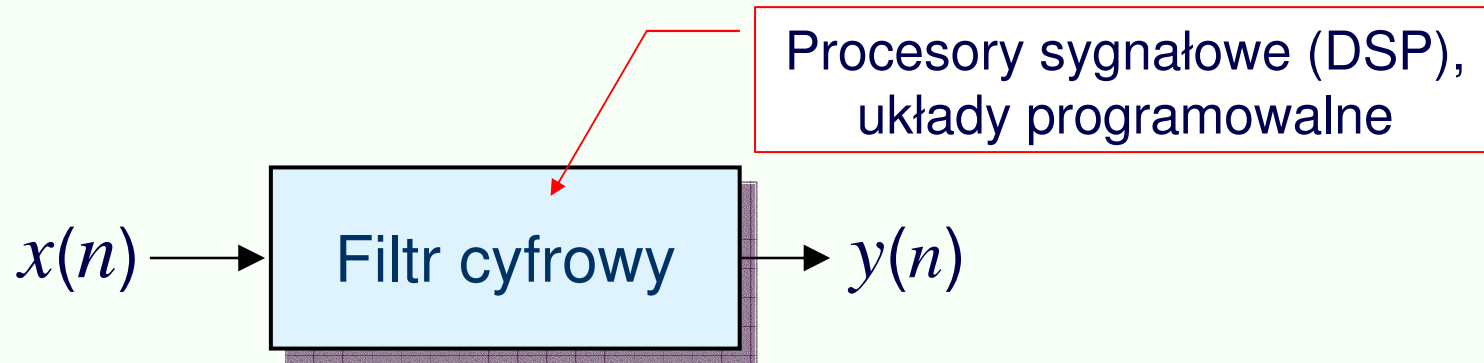 Procesory sygnałowe (DSP),
układy programowalne
x(n)
Filtr cyfrowy
y(n)